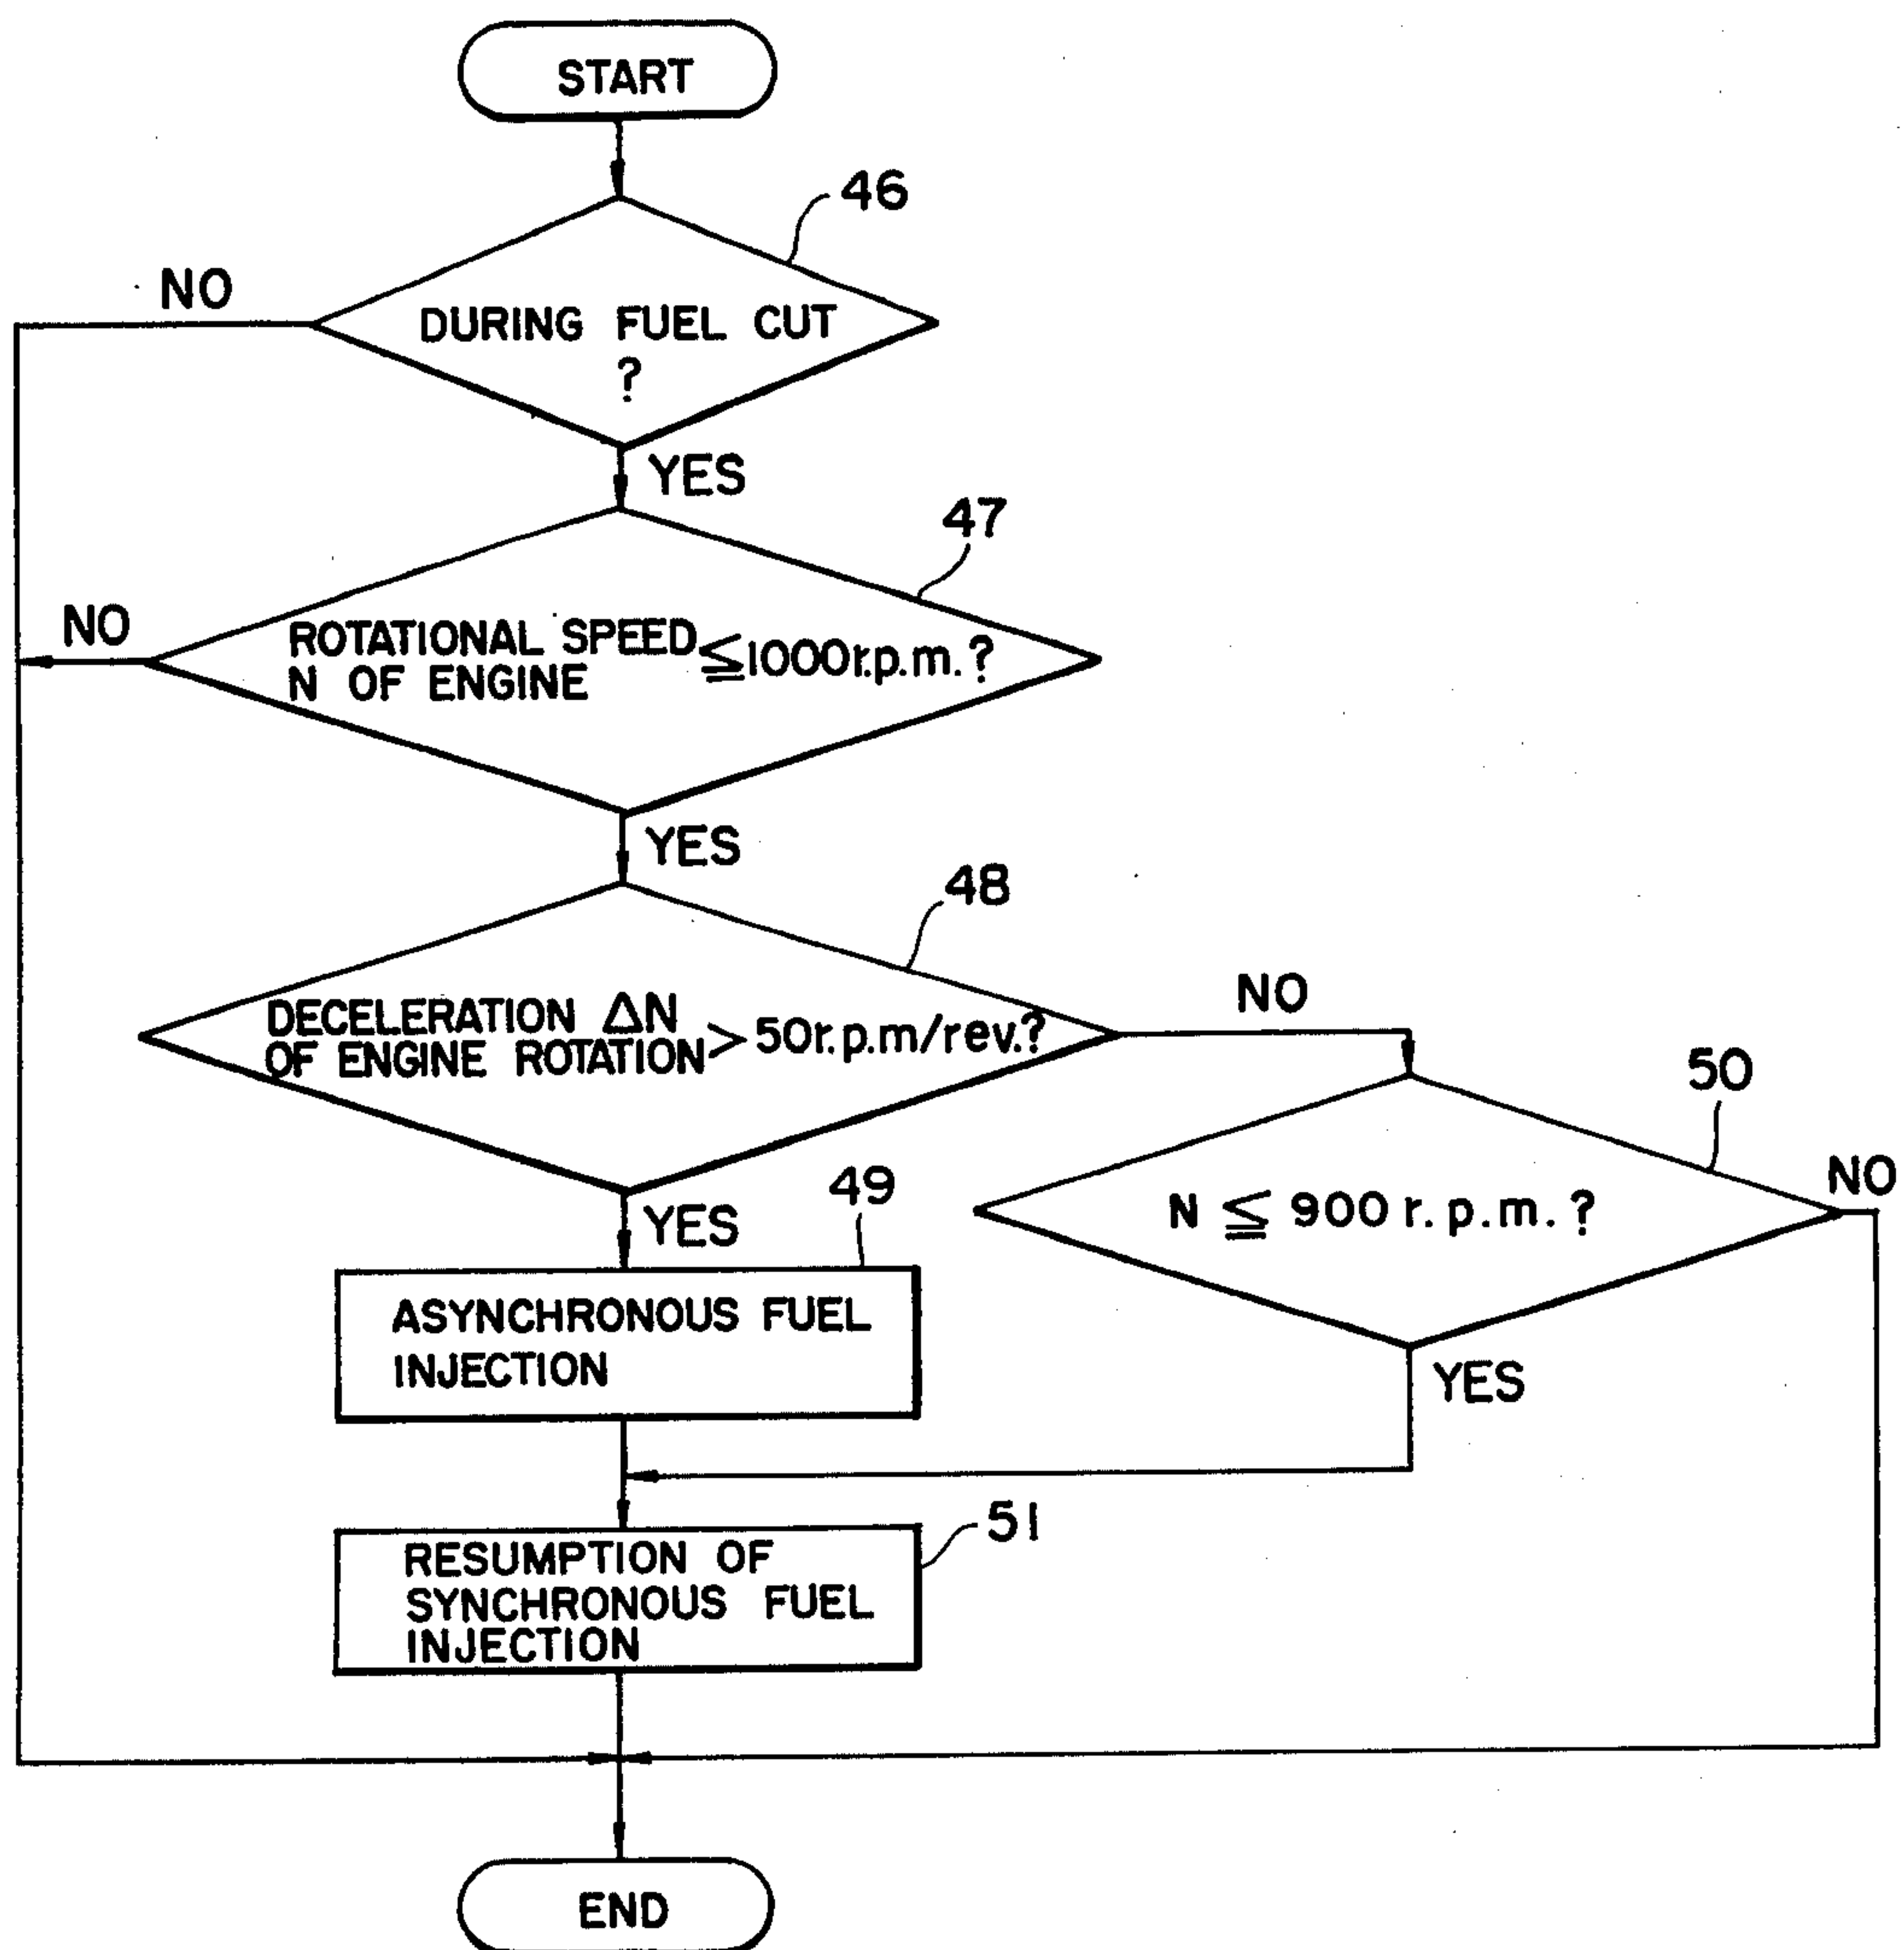 START
46
NO
DURING FUEL CUT
?
YES
47
NO
ROTATIONAL SPEED
N OF ENGINE
≦1000r.p.m.?
YES
48
NO
DECELERATION ΔN
OF ENGINE ROTATION
>50r.p.m/rev.?
50
NO
N ≦ 900 r.p.m.?
YES
49
YES
ASYNCHRONOUS FUEL
INJECTION
51
RESUMPTION OF
SYNCHRONOUS FUEL
INJECTION
END